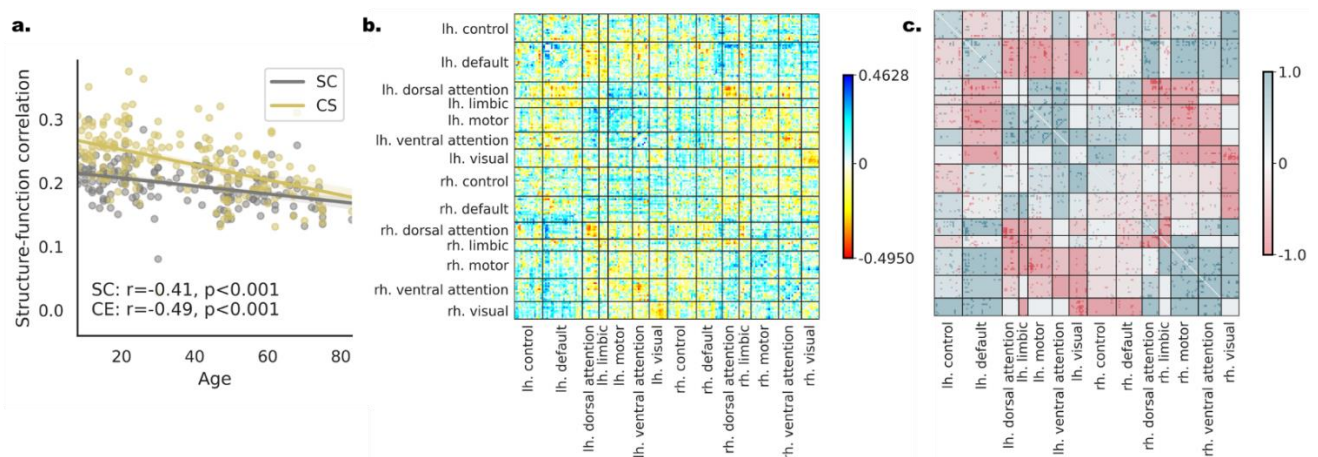 a.
Structure-function correlation
0.3
0.2
0.1
0.0
SC
CS
SC: r=-0.41, p<0.001
CE: r=-0.49, p<0.001
20
40
60
80
Age
b.
lh. control
lh. default
lh. dorsal attention
lh. limbic
lh. motor
lh. ventral attention
lh. visual
rh. control
rh. default
rh. dorsal attention
rh. limbic
rh. motor
rh. ventral attention
rh. visual
lh. control
lh. default
lh. dorsal attention
lh. limbic
lh. motor
lh. ventral attention
lh. visual
rh. control
rh. default
rh. dorsal attention
rh. limbic
rh. motor
rh. ventral attention
rh. visual
0.4628
0
-0.4950
c.
lh. control
lh. default
lh. dorsal attention
lh. limbic
lh. motor
lh. ventral attention
lh. visual
rh. control
rh. default
rh. dorsal attention
rh. limbic
rh. motor
rh. ventral attention
rh. visual
1.0
0
-1.0